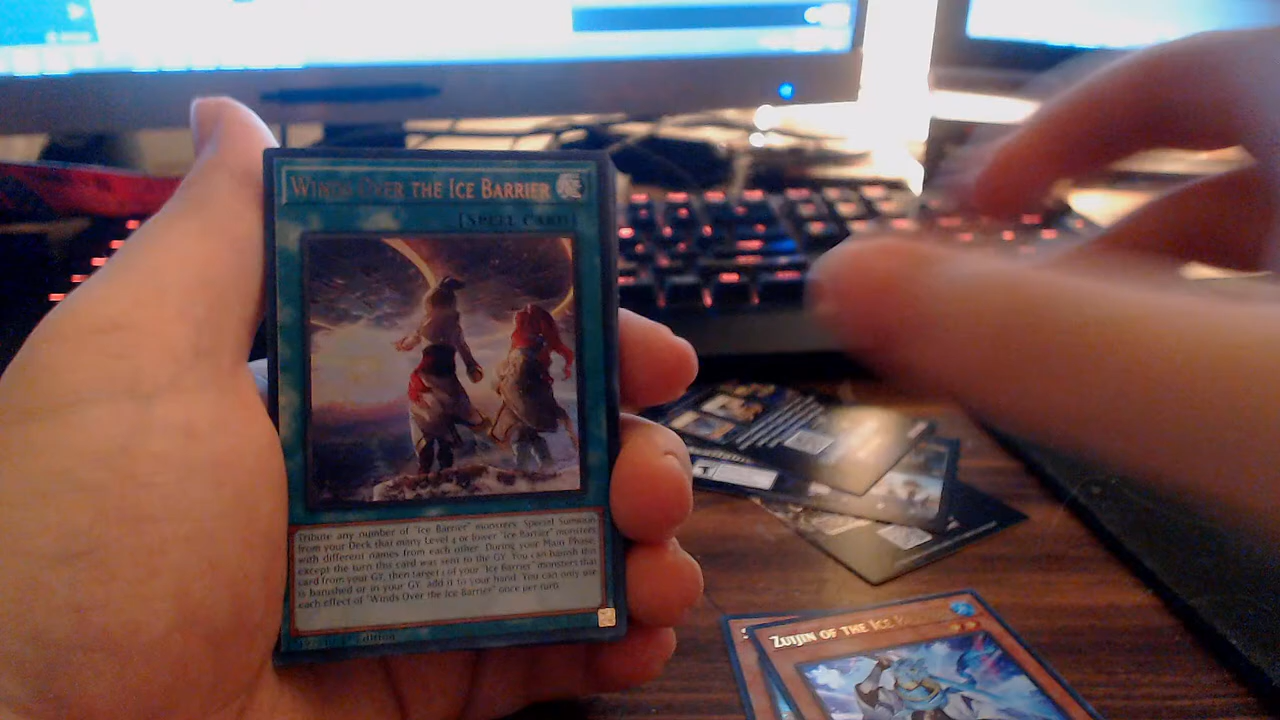 WINDS OVER THE ICE BARRIER
[SPELL CARD]
Tribute any number of "Ice Barrier" monsters; Special Summon
from your Deck that many Level 4 or lower "Ice Barrier" monsters
with different names from each other. During your Main Phase,
except the turn this card was sent to the GY: You can banish this
card from your GY, then target 1 of your "Ice Barrier" monsters that
is banished or in your GY; add it to your hand. You can only use
each effect of "Winds Over the Ice Barrier" once per turn.
Edition
ZUIJIN OF THE ICE